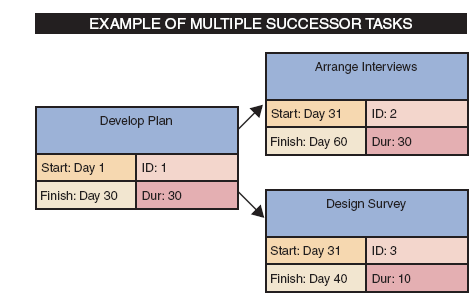 EXAMPLE OF MULTIPLE SUCCESSOR TASKS
Develop Plan
Start: Day 1 ID: 1
Finish: Day 30 Dur: 30
Arrange Interviews
Start: Day 31 ID: 2
Finish: Day 60 Dur: 30
Design Survey
Start: Day 31 ID: 3
Finish: Day 40 Dur: 10